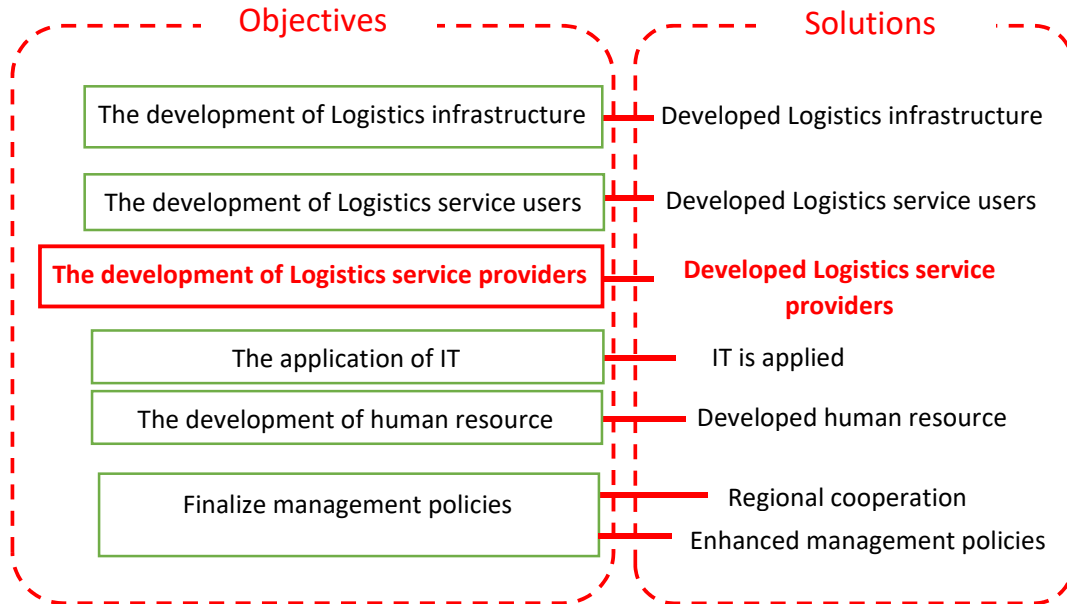 Objectives
Solutions
The development of Logistics infrastructure
Developed Logistics infrastructure
The development of Logistics service users
Developed Logistics service users
The development of Logistics service providers
Developed Logistics service
providers
The application of IT
IT is applied
The development of human resource
Developed human resource
Finalize management policies
Regional cooperation
Enhanced management policies